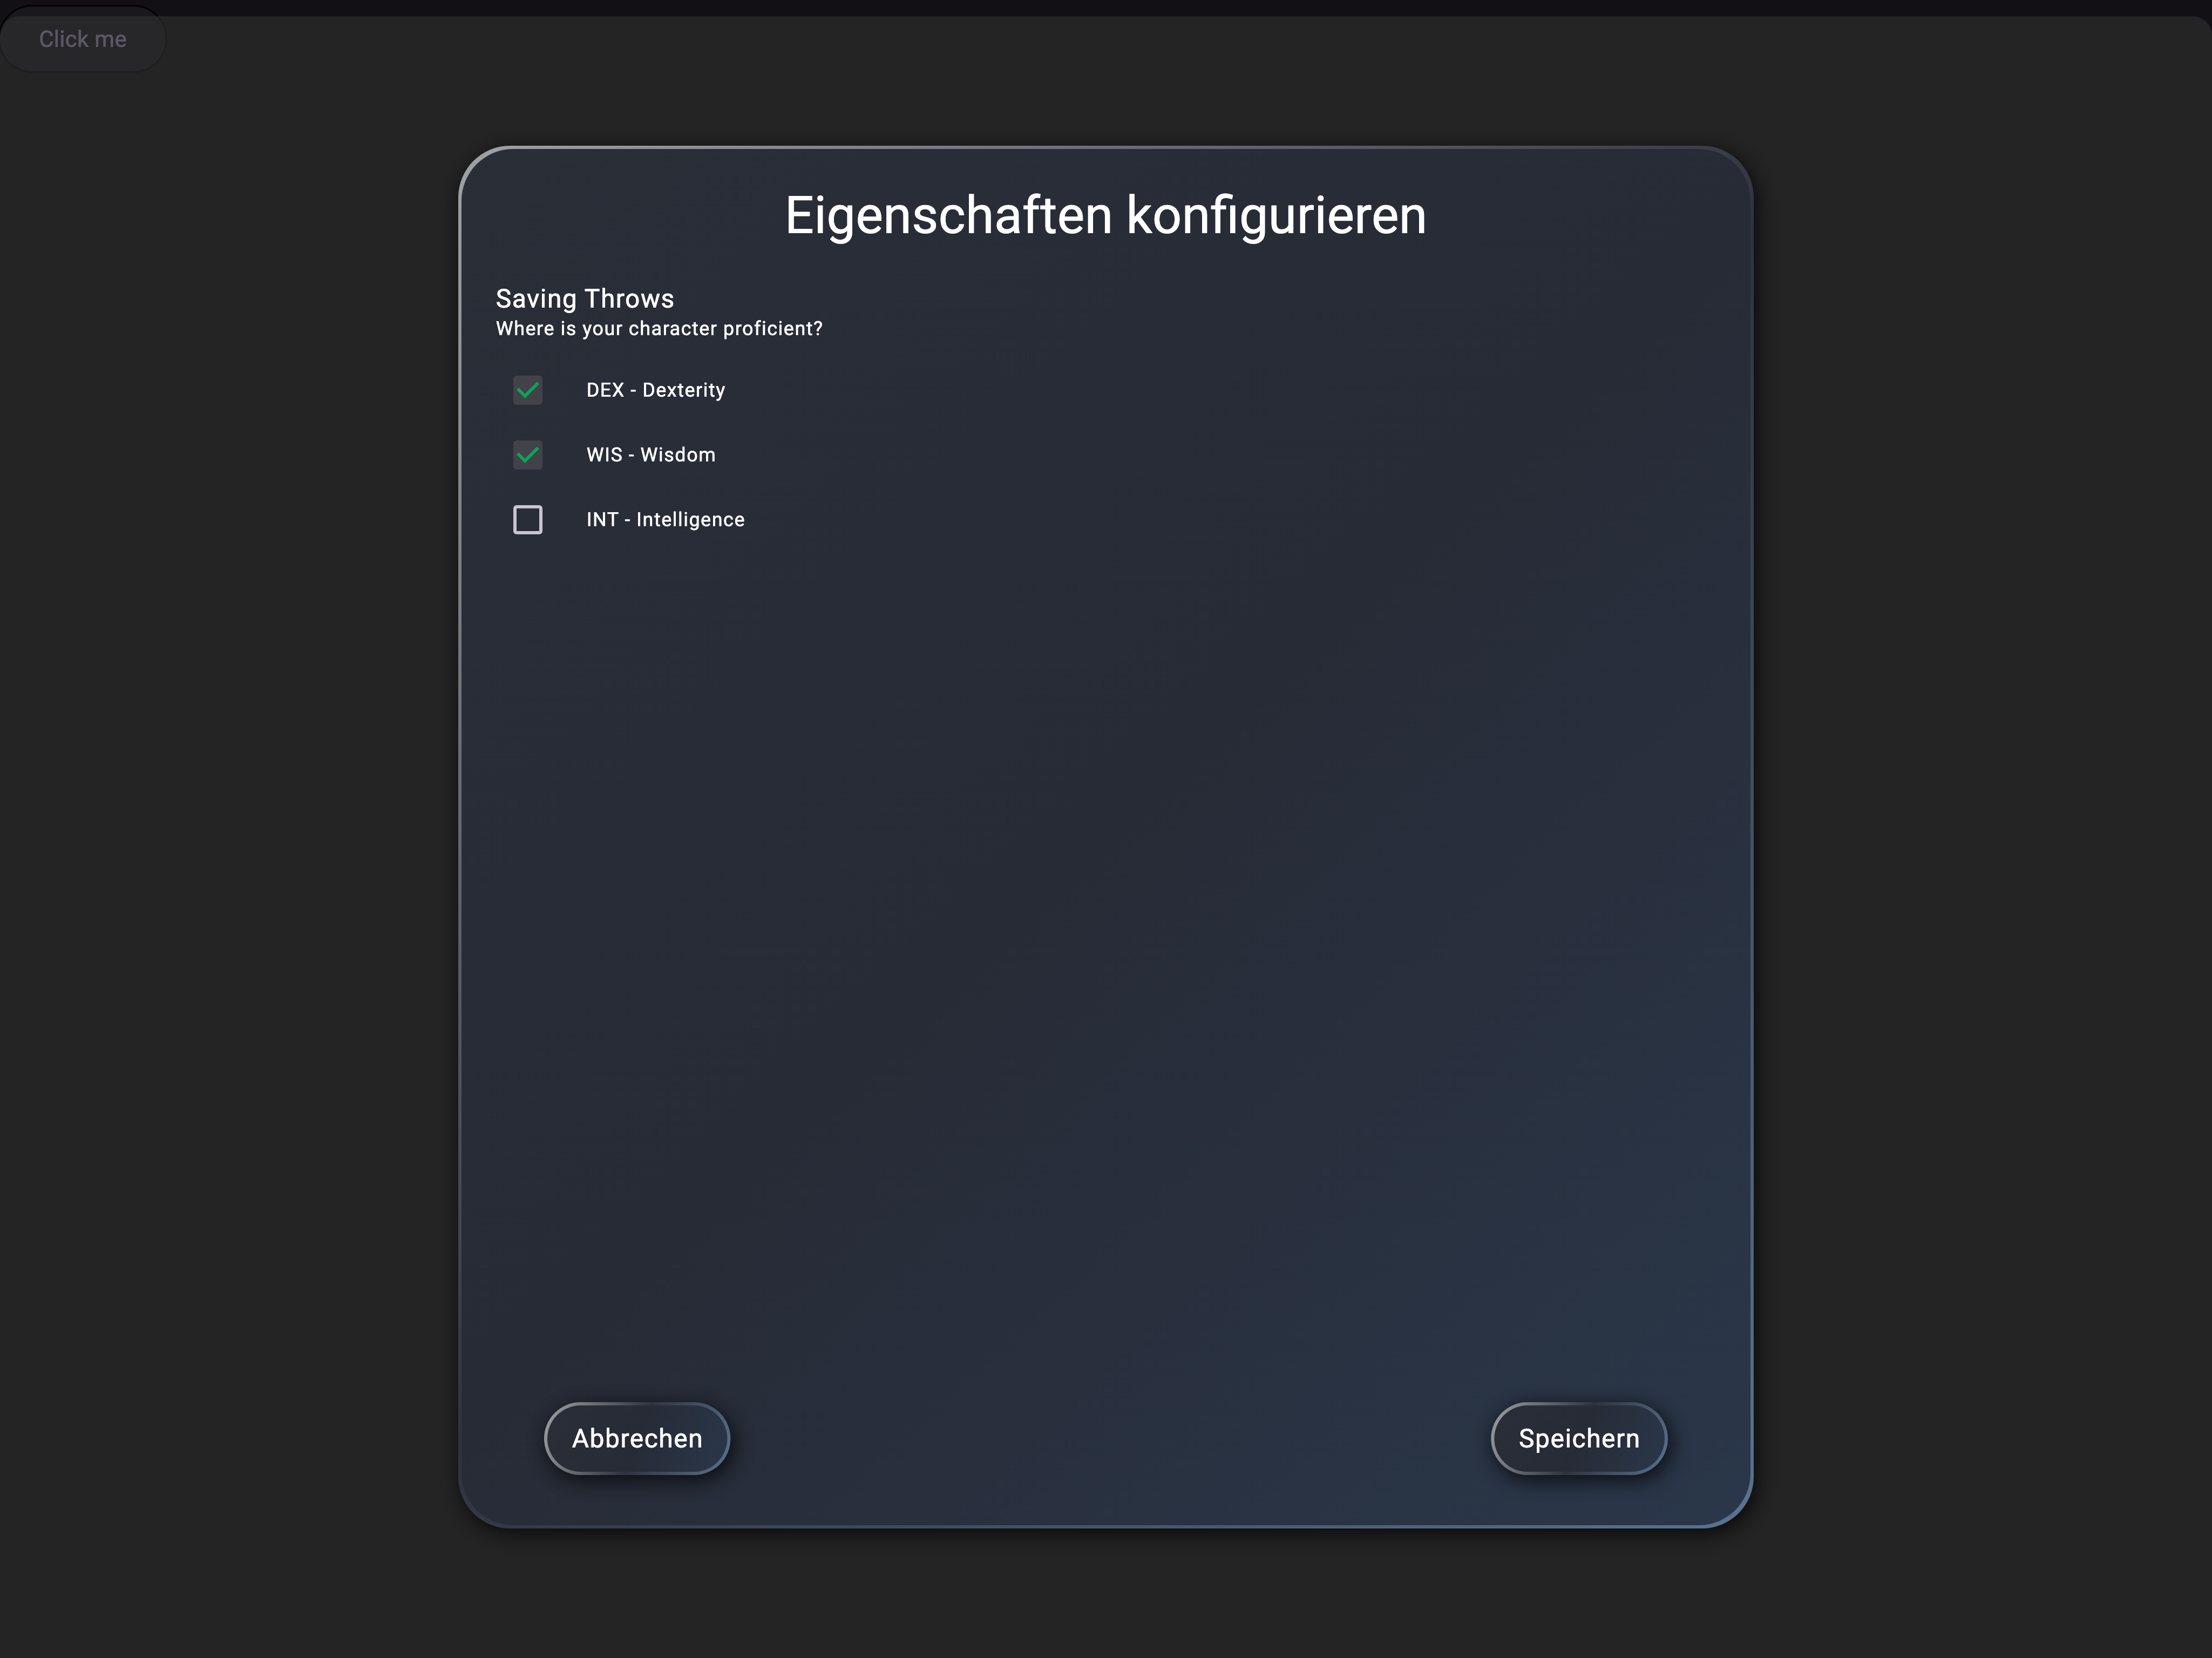 Click me
Eigenschaften konfigurieren
Saving Throws
Where is your character proficient?
DEX - Dexterity
WIS - Wisdom
INT - Intelligence
Abbrechen
Speichern